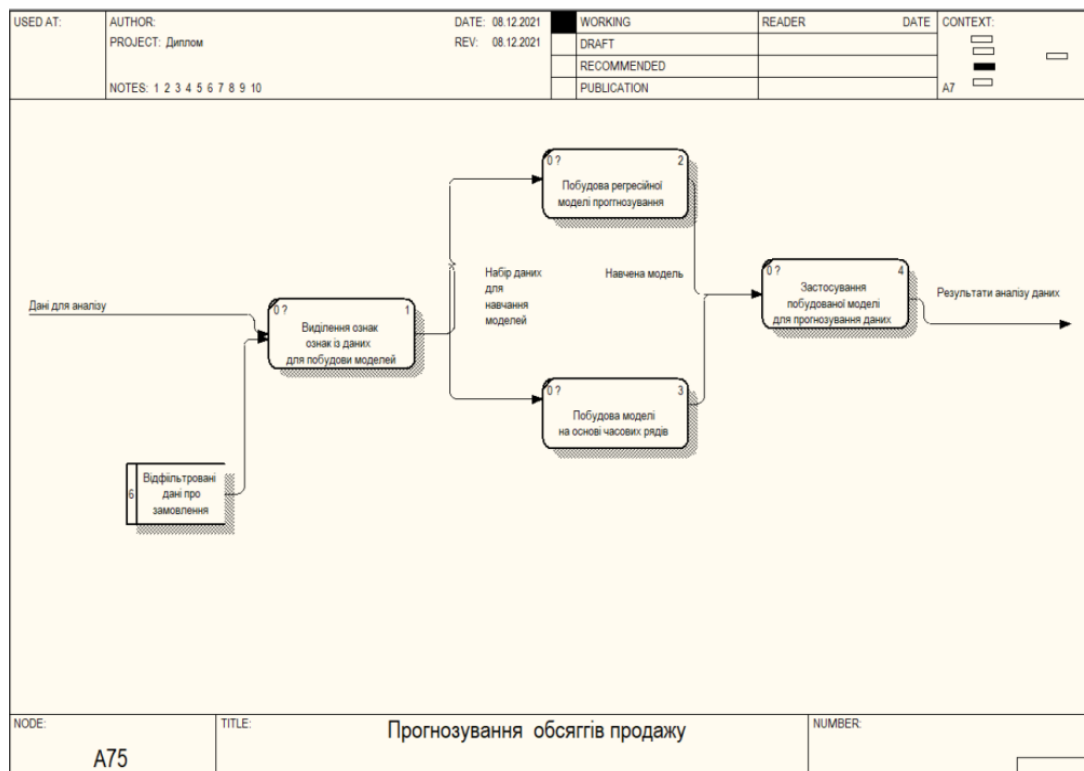 USED AT:
AUTHOR:
DATE: 08.12.2021
WORKING
READER
DATE
CONTEXT:
PROJECT: Диплом
REV: 08.12.2021
DRAFT
RECOMMENDED
NOTES: 1 2 3 4 5 6 7 8 9 10
PUBLICATION
A7
0 ?
2
Побудова регресійної
моделі проггнозування
Набір даних
для
навчання
моделей
Навчена модель
0 ?
4
Застосування
побудованої моделі
для прогнозування даних
Результати аналізу даних
Дані для аналізу
0 ?
1
Виділення ознак
ознак із даних
для побудови моделей
0 ?
3
Побудова моделі
на основі часових рядів
6
Відфільтровані
дані про
замовлення
NODE:
TITLE:
Прогнозування обсяггів продажу
NUMBER:
A75